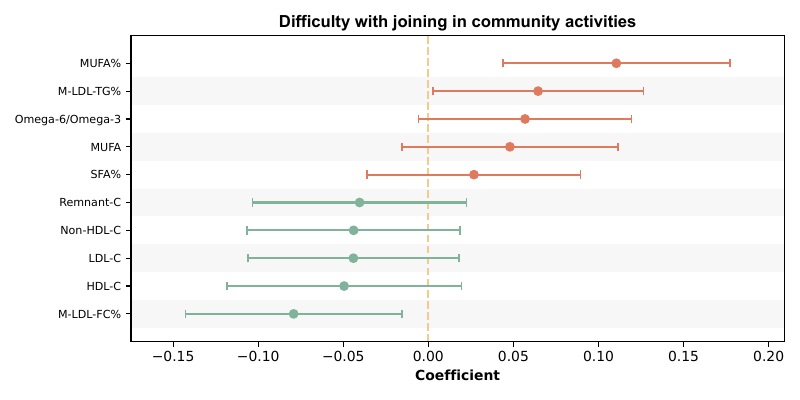 Difficulty with joining in community activities
MUFA%
M-LDL-TG%
Omega-6/Omega-3
MUFA
SFA%
Remnant-C
Non-HDL-C
LDL-C
HDL-C
M-LDL-FC%
−0.15 −0.10 −0.05 0.00 0.05 0.10 0.15 0.20
Coefficient